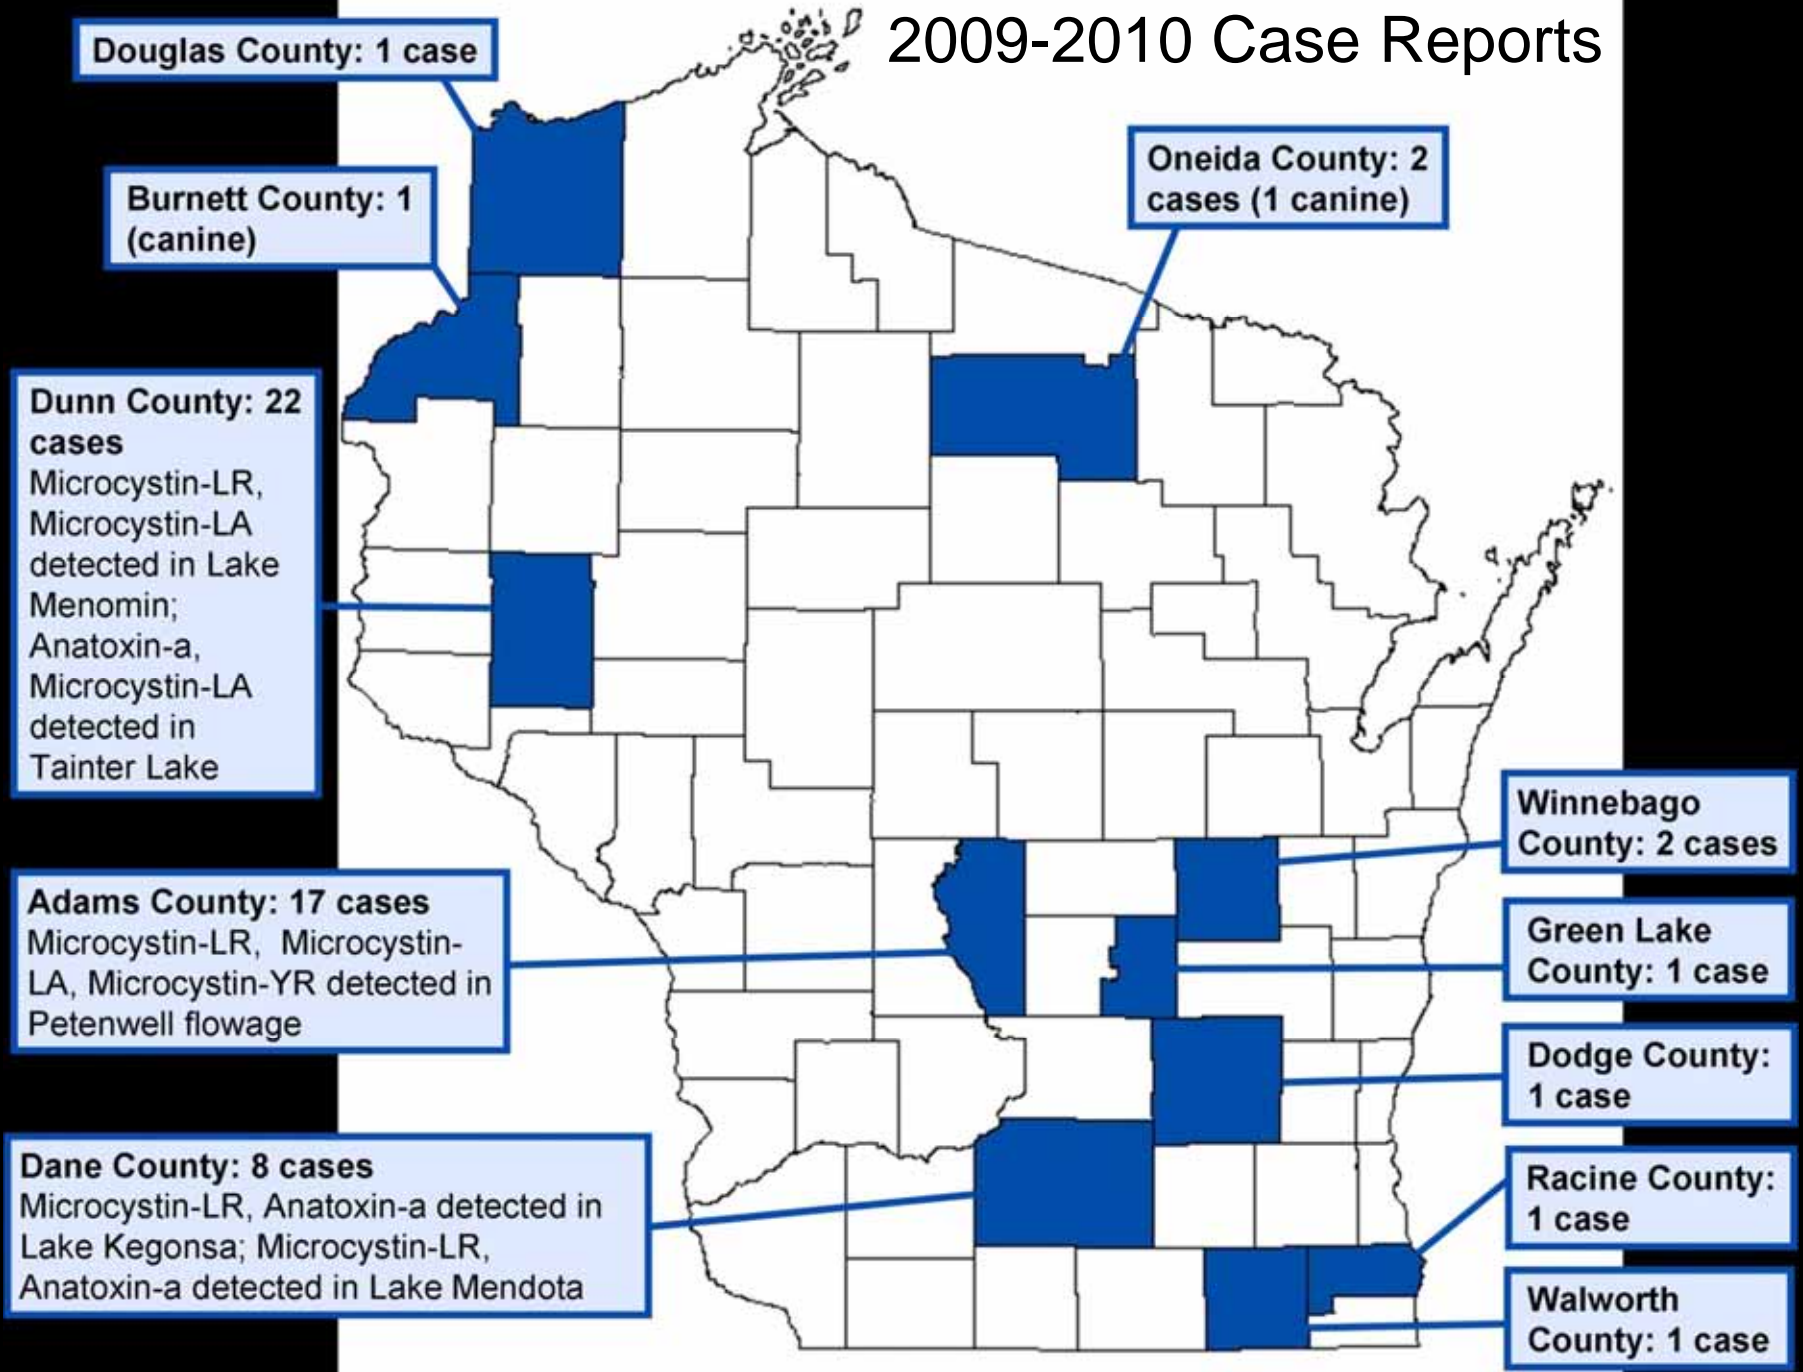 2009-2010 Case Reports
Douglas County: 1 case
Burnett County: 1
(canine)
Oneida County: 2
cases (1 canine)
Dunn County: 22
cases
Microcystin-LR,
Microcystin-LA
detected in Lake
Menomin;
Anatoxin-a,
Microcystin-LA
detected in
Tainter Lake
Winnebago
County: 2 cases
Adams County: 17 cases
Microcystin-LR,  Microcystin-
LA, Microcystin-YR detected in
Petenwell flowage
Green Lake
County: 1 case
Dodge County:
1 case
Dane County: 8 cases
Microcystin-LR, Anatoxin-a detected in
Lake Kegonsa; Microcystin-LR,
Anatoxin-a detected in Lake Mendota
Racine County:
1 case
Walworth
County: 1 case